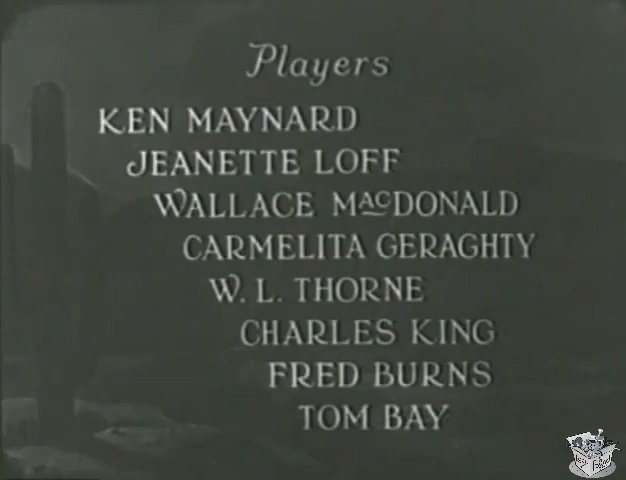 Players
KEN MAYNARD
JEANETTE LOFF
WALLACE MACDONALD
CARMELITA GERAGHTY
W. L. THORNE
CHARLES KING
FRED BURNS
TOM BAY